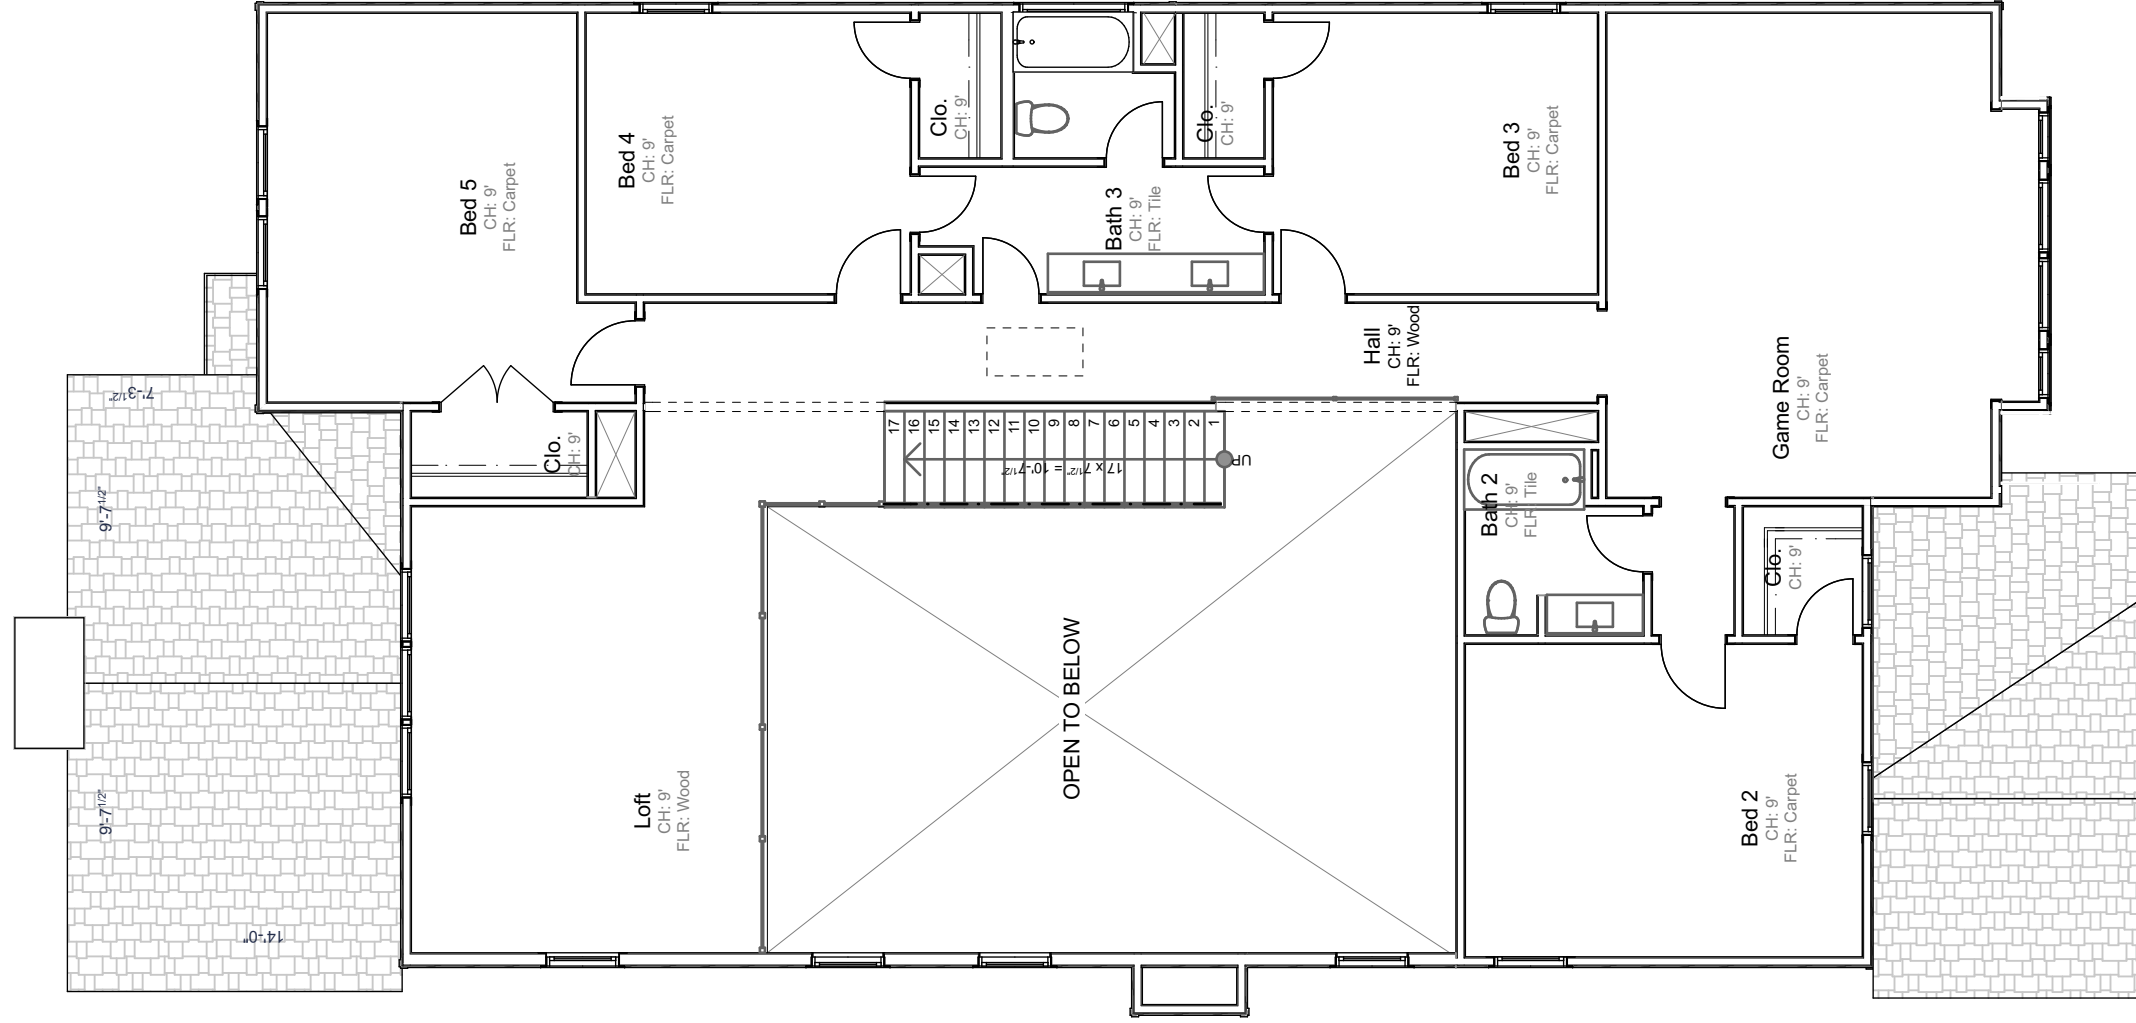 Bed 5
CH: 9'
FLR: Carpet
Bed 4
CH: 9'
FLR: Carpet
Clo.
CH: 9'
Clo.
CH: 9'
Bath 3
CH: 9'
FLR: Tile
Bed 3
CH: 9'
FLR: Carpet
Hall
CH: 9'
FLR: Wood
Game Room
CH: 9'
FLR: Carpet
7'-3 1/2"
9'-7 1/2"
Clo.
CH: 9'
17
16
15
14
13
12
11
10
9
8
7
6
5
4
3
2
1
17 x 7 1/2" = 10'-7 1/2"
UP
Bath 2
CH: 9'
FLR: Tile
Clo.
CH: 9'
OPEN TO BELOW
Loft
CH: 9'
FLR: Wood
Bed 2
CH: 9'
FLR: Carpet
9'-7 1/2"
14'-0"